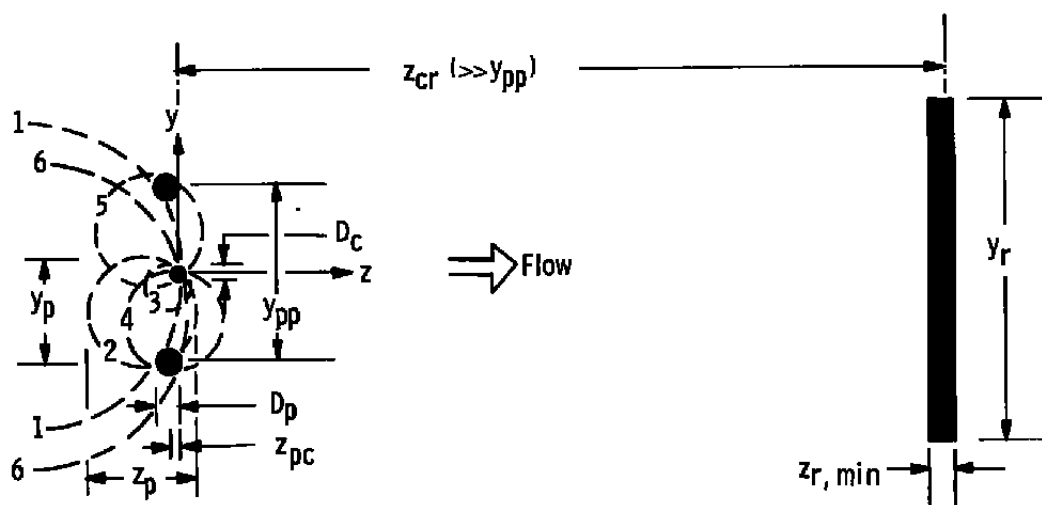 z_cr (>>y_pp)
y
1
6
5
D_c
z
Flow
y_r
y_p
3
4
y_pp
2
D_p
1
z_pc
6
z_p
z_r, min